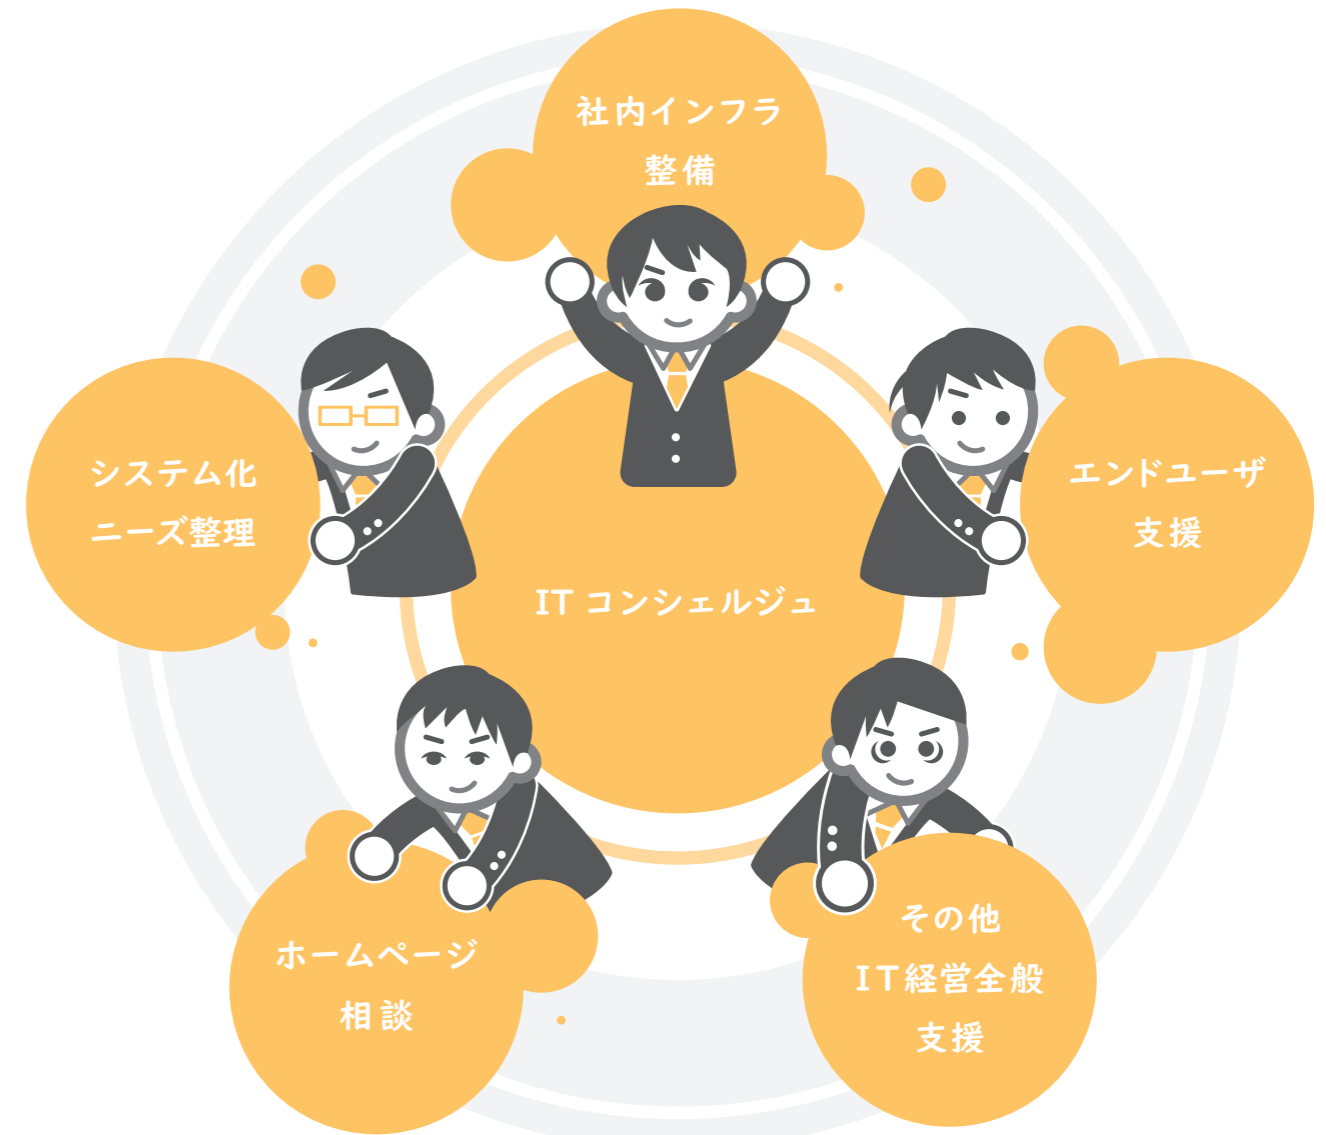 社内インフラ
整備
システム化
ニーズ整理
エンドユーザ
支援
ITコンシェルジュ
ホームページ
相談
その他
IT経営全般
支援